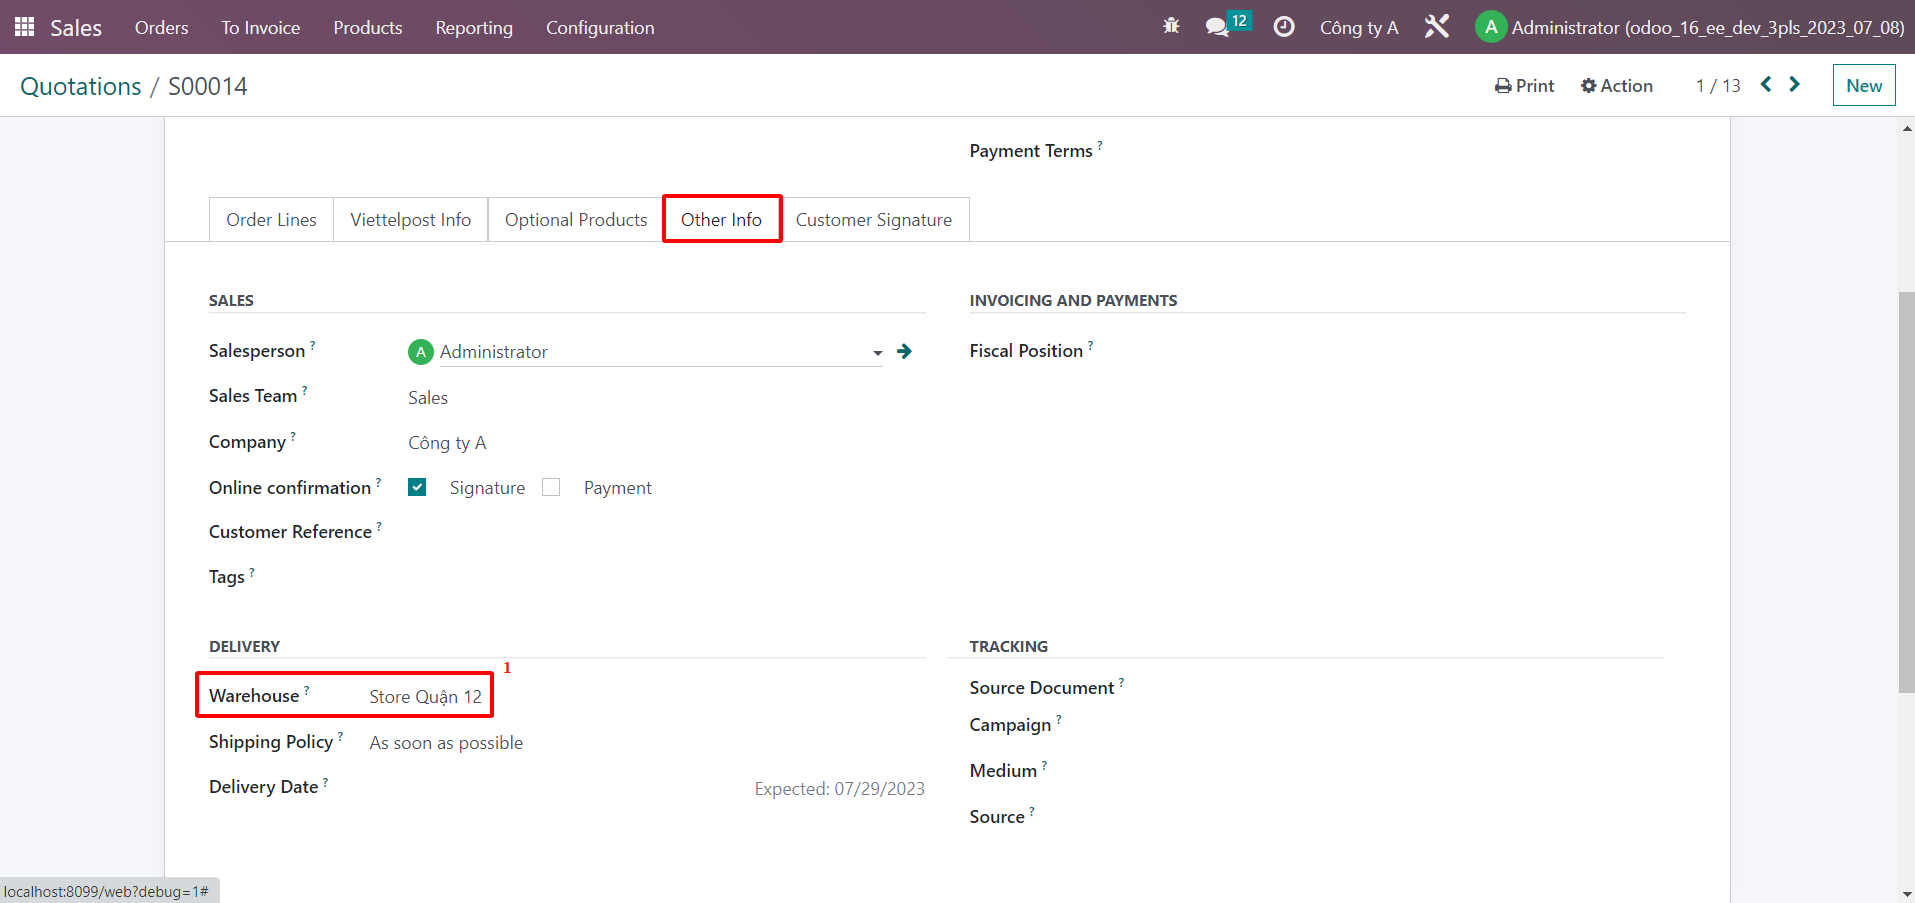 Sales Orders To Invoice Products Reporting Configuration 12 Công ty A A Administrator (odoo_16_ee_dev_3pls_2023_07_08)
Quotations / S00014 Print Action 1 / 13 New
Payment Terms ?
Order Lines Viettelpost Info Optional Products Other Info Customer Signature
SALES
INVOICING AND PAYMENTS
Salesperson ? A Administrator
Fiscal Position ?
Sales Team ? Sales
Company ? Công ty A
Online confirmation ? Signature Payment
Customer Reference ?
Tags ?
DELIVERY
TRACKING
1
Warehouse ? Store Quận 12
Source Document ?
Shipping Policy ? As soon as possible
Campaign ?
Delivery Date ? Expected: 07/29/2023
Medium ?
Source ?
localhost:8099/web?debug=1#